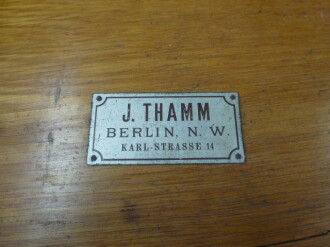 J. THAMM
BERLIN, N. W.
KARL-STRASSE 14